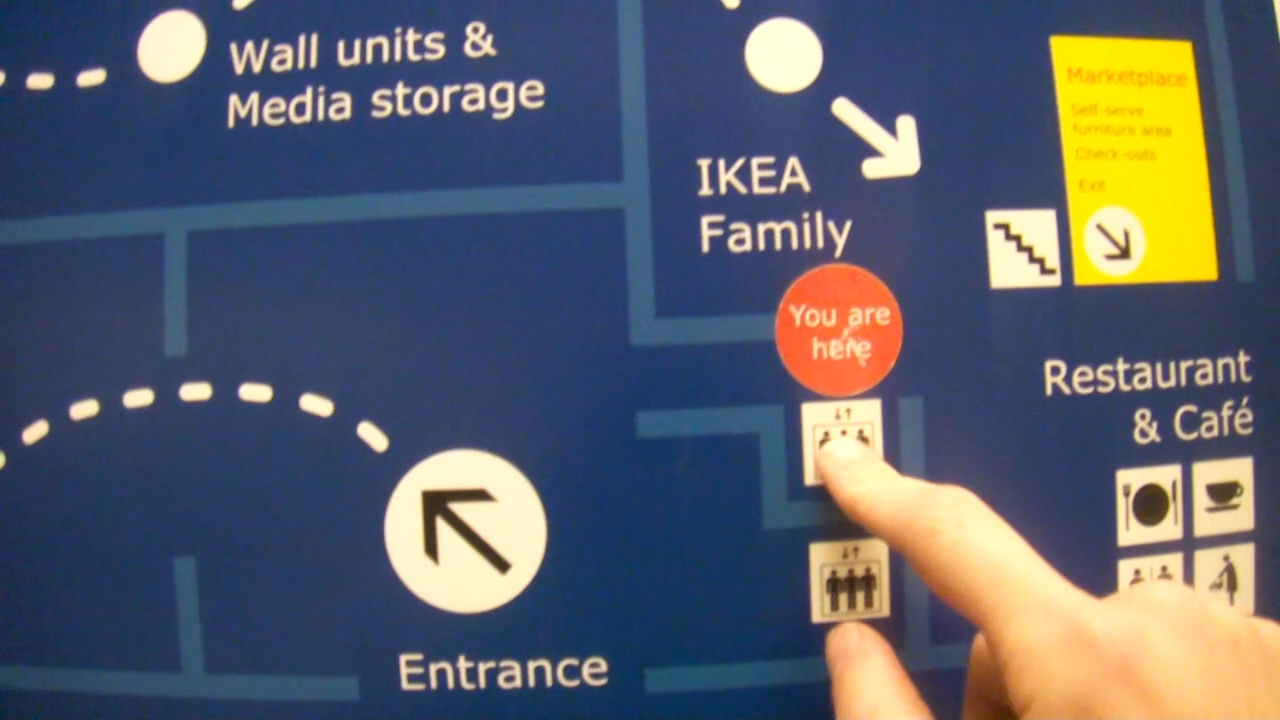 Wall units &
Media storage
IKEA
Family
Marketplace
Self-serve
furniture area
Check-outs
Exit
You are
here
Restaurant
& Café
Entrance